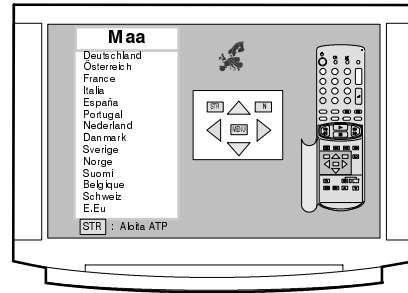 Maa
Deutschland
Österreich
France
Italia
España
Portugal
Nederland
Danmark
Sverige
Norge
Suomi
Belgique
Schweiz
E.Eu
STR : Aloita ATP
STR
N
MENU